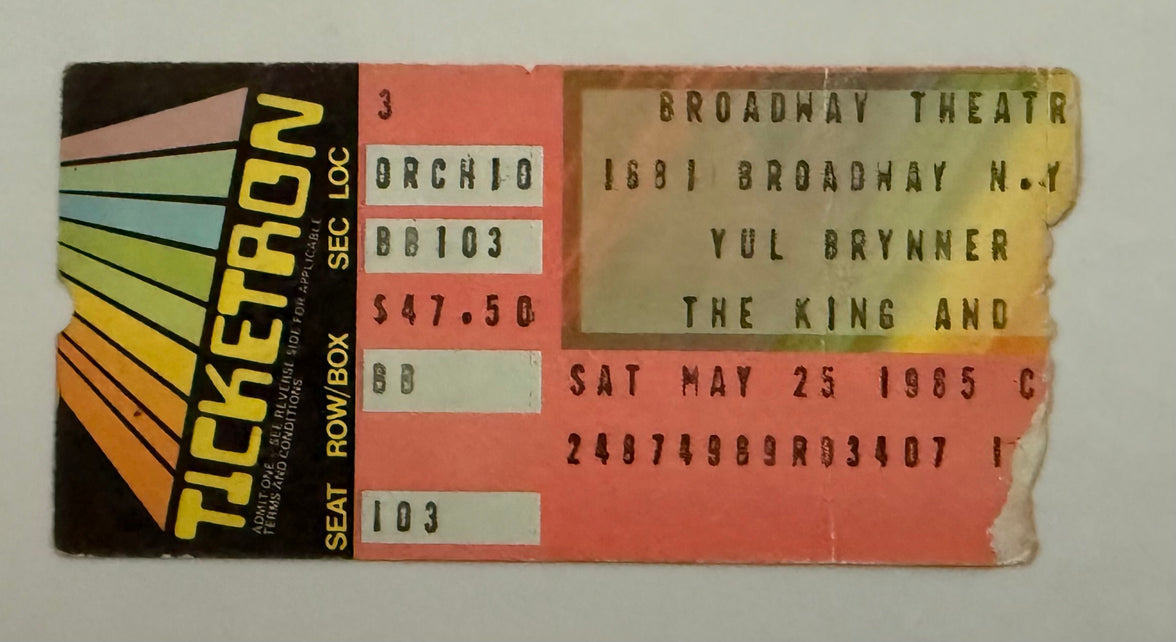 TICKETRON
ADMIT ONE - SEE REVERSE SIDE FOR APPLICABLE
TERMS AND CONDITIONS
SEAT ROW/BOX SEC LOC
3
ORCHIO
BB103
$47.50
BB
103
BROADWAY THEATR
1681 BROADWAY N.Y
YUL BRYNNER
THE KING AND
SAT MAY 25 1985 C
24874989R03407